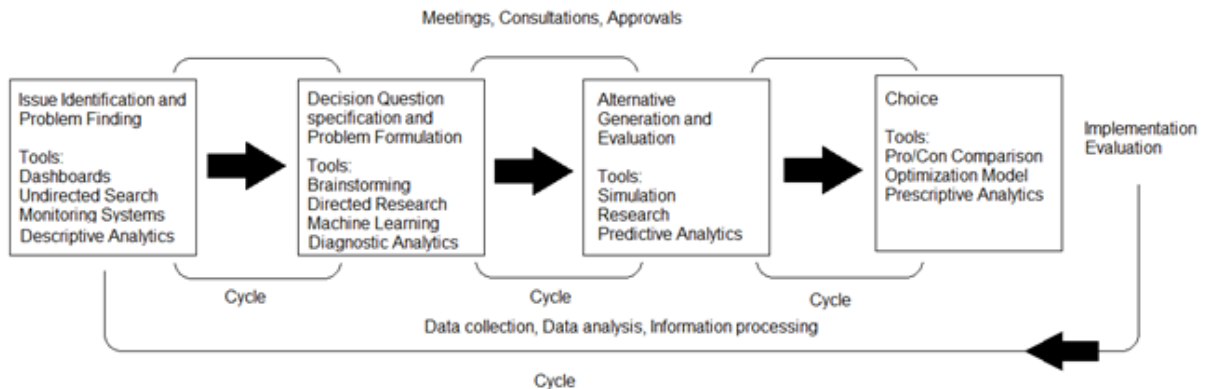 Meetings, Consultations, Approvals
Issue Identification and
Problem Finding
Tools:
Dashboards
Undirected Search
Monitoring Systems
Descriptive Analytics
Decision Question
specification and
Problem Formulation
Tools:
Brainstorming
Directed Research
Machine Learning
Diagnostic Analytics
Alternative
Generation and
Evaluation
Tools:
Simulation
Research
Predictive Analytics
Choice
Tools:
Pro/Con Comparison
Optimization Model
Prescriptive Analytics
Implementation
Evaluation
Cycle
Cycle
Cycle
Data collection, Data analysis, Information processing
Cycle